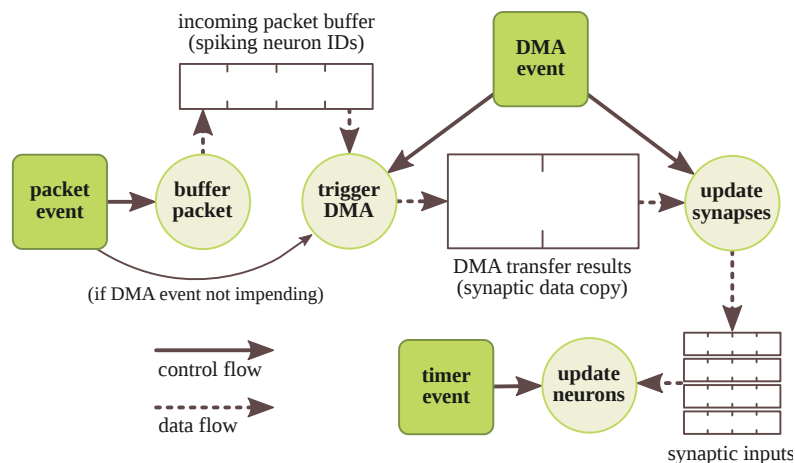 incoming packet buffer
(spiking neuron IDs)
DMA
event
packet
event
buffer
packet
trigger
DMA
update
synapses
DMA transfer results
(synaptic data copy)
(if DMA event not impending)
control flow
data flow
timer
event
update
neurons
synaptic inputs